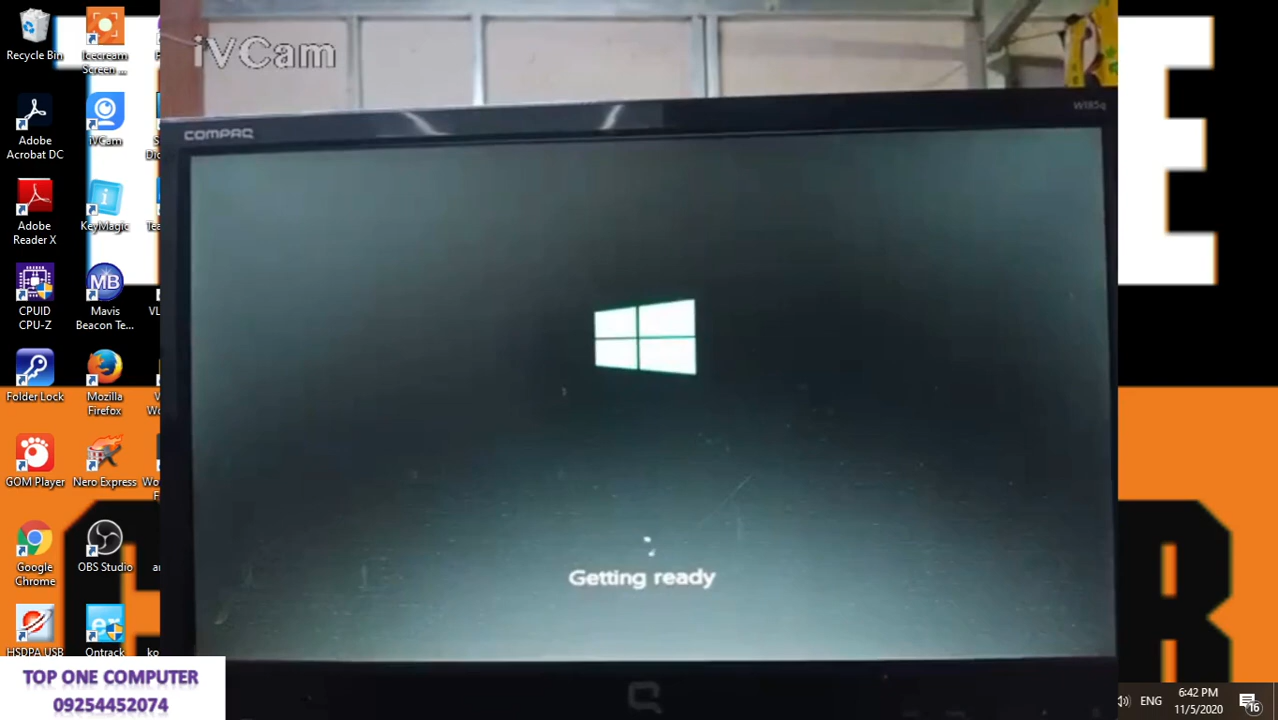 Recycle Bin
Icecream
Screen ...
iVCam
Adobe
Acrobat DC
iVCam
Adobe
Reader X
KeyMagic
CPUID
CPU-Z
Mavis
Beacon Te...
Folder Lock
Mozilla
Firefox
GOM Player
Nero Express
Google
Chrome
OBS Studio
HSDPA USB
Ontrack
COMPAQ
W185q
Getting ready
TOP ONE COMPUTER
09254452074
ENG
6:42 PM
11/5/2020
16